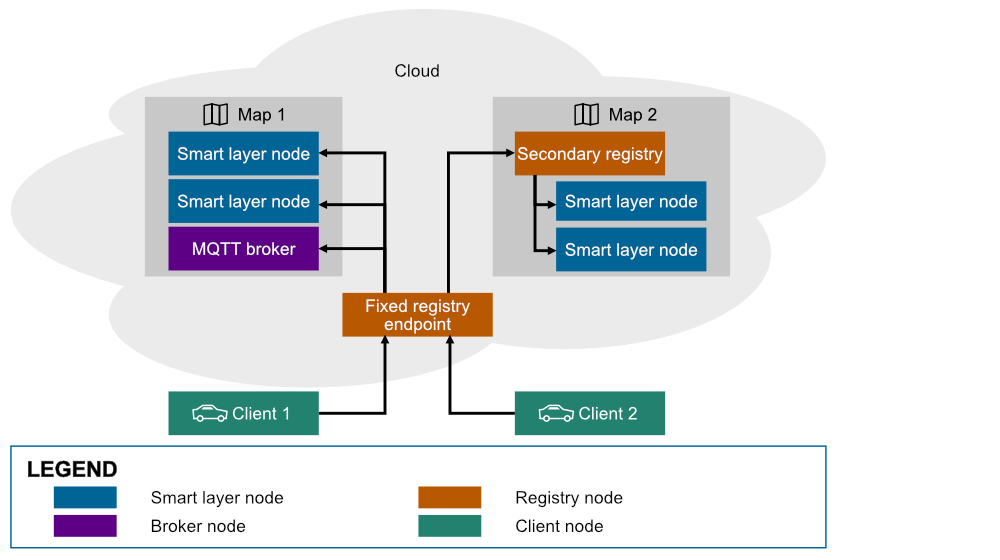 Cloud
Map 1
Smart layer node
Smart layer node
MQTT broker
Map 2
Secondary registry
Smart layer node
Smart layer node
Fixed registry
endpoint
Client 1
Client 2
LEGEND
Smart layer node
Registry node
Broker node
Client node